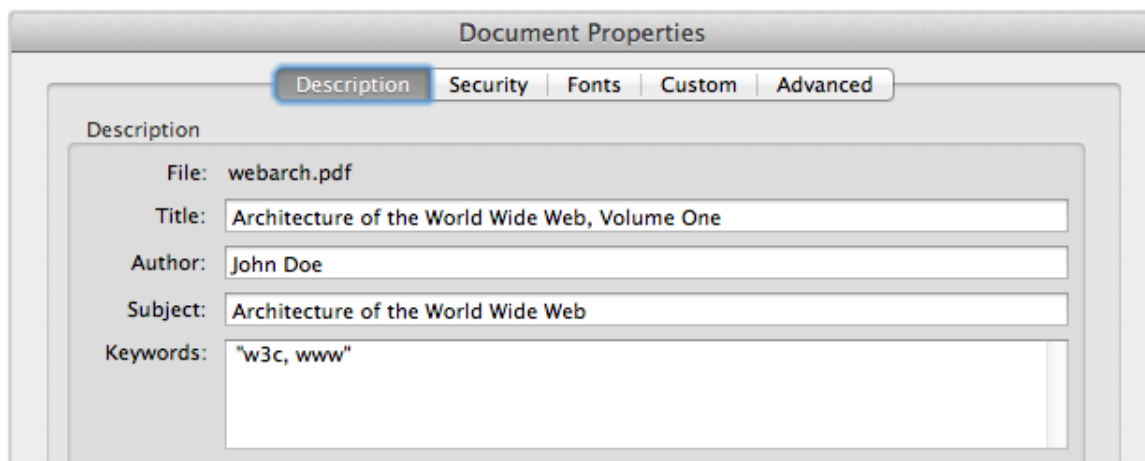 Document Properties
Description Security Fonts Custom Advanced
Description
File: webarch.pdf
Title: Architecture of the World Wide Web, Volume One
Author: John Doe
Subject: Architecture of the World Wide Web
Keywords: "w3c, www"